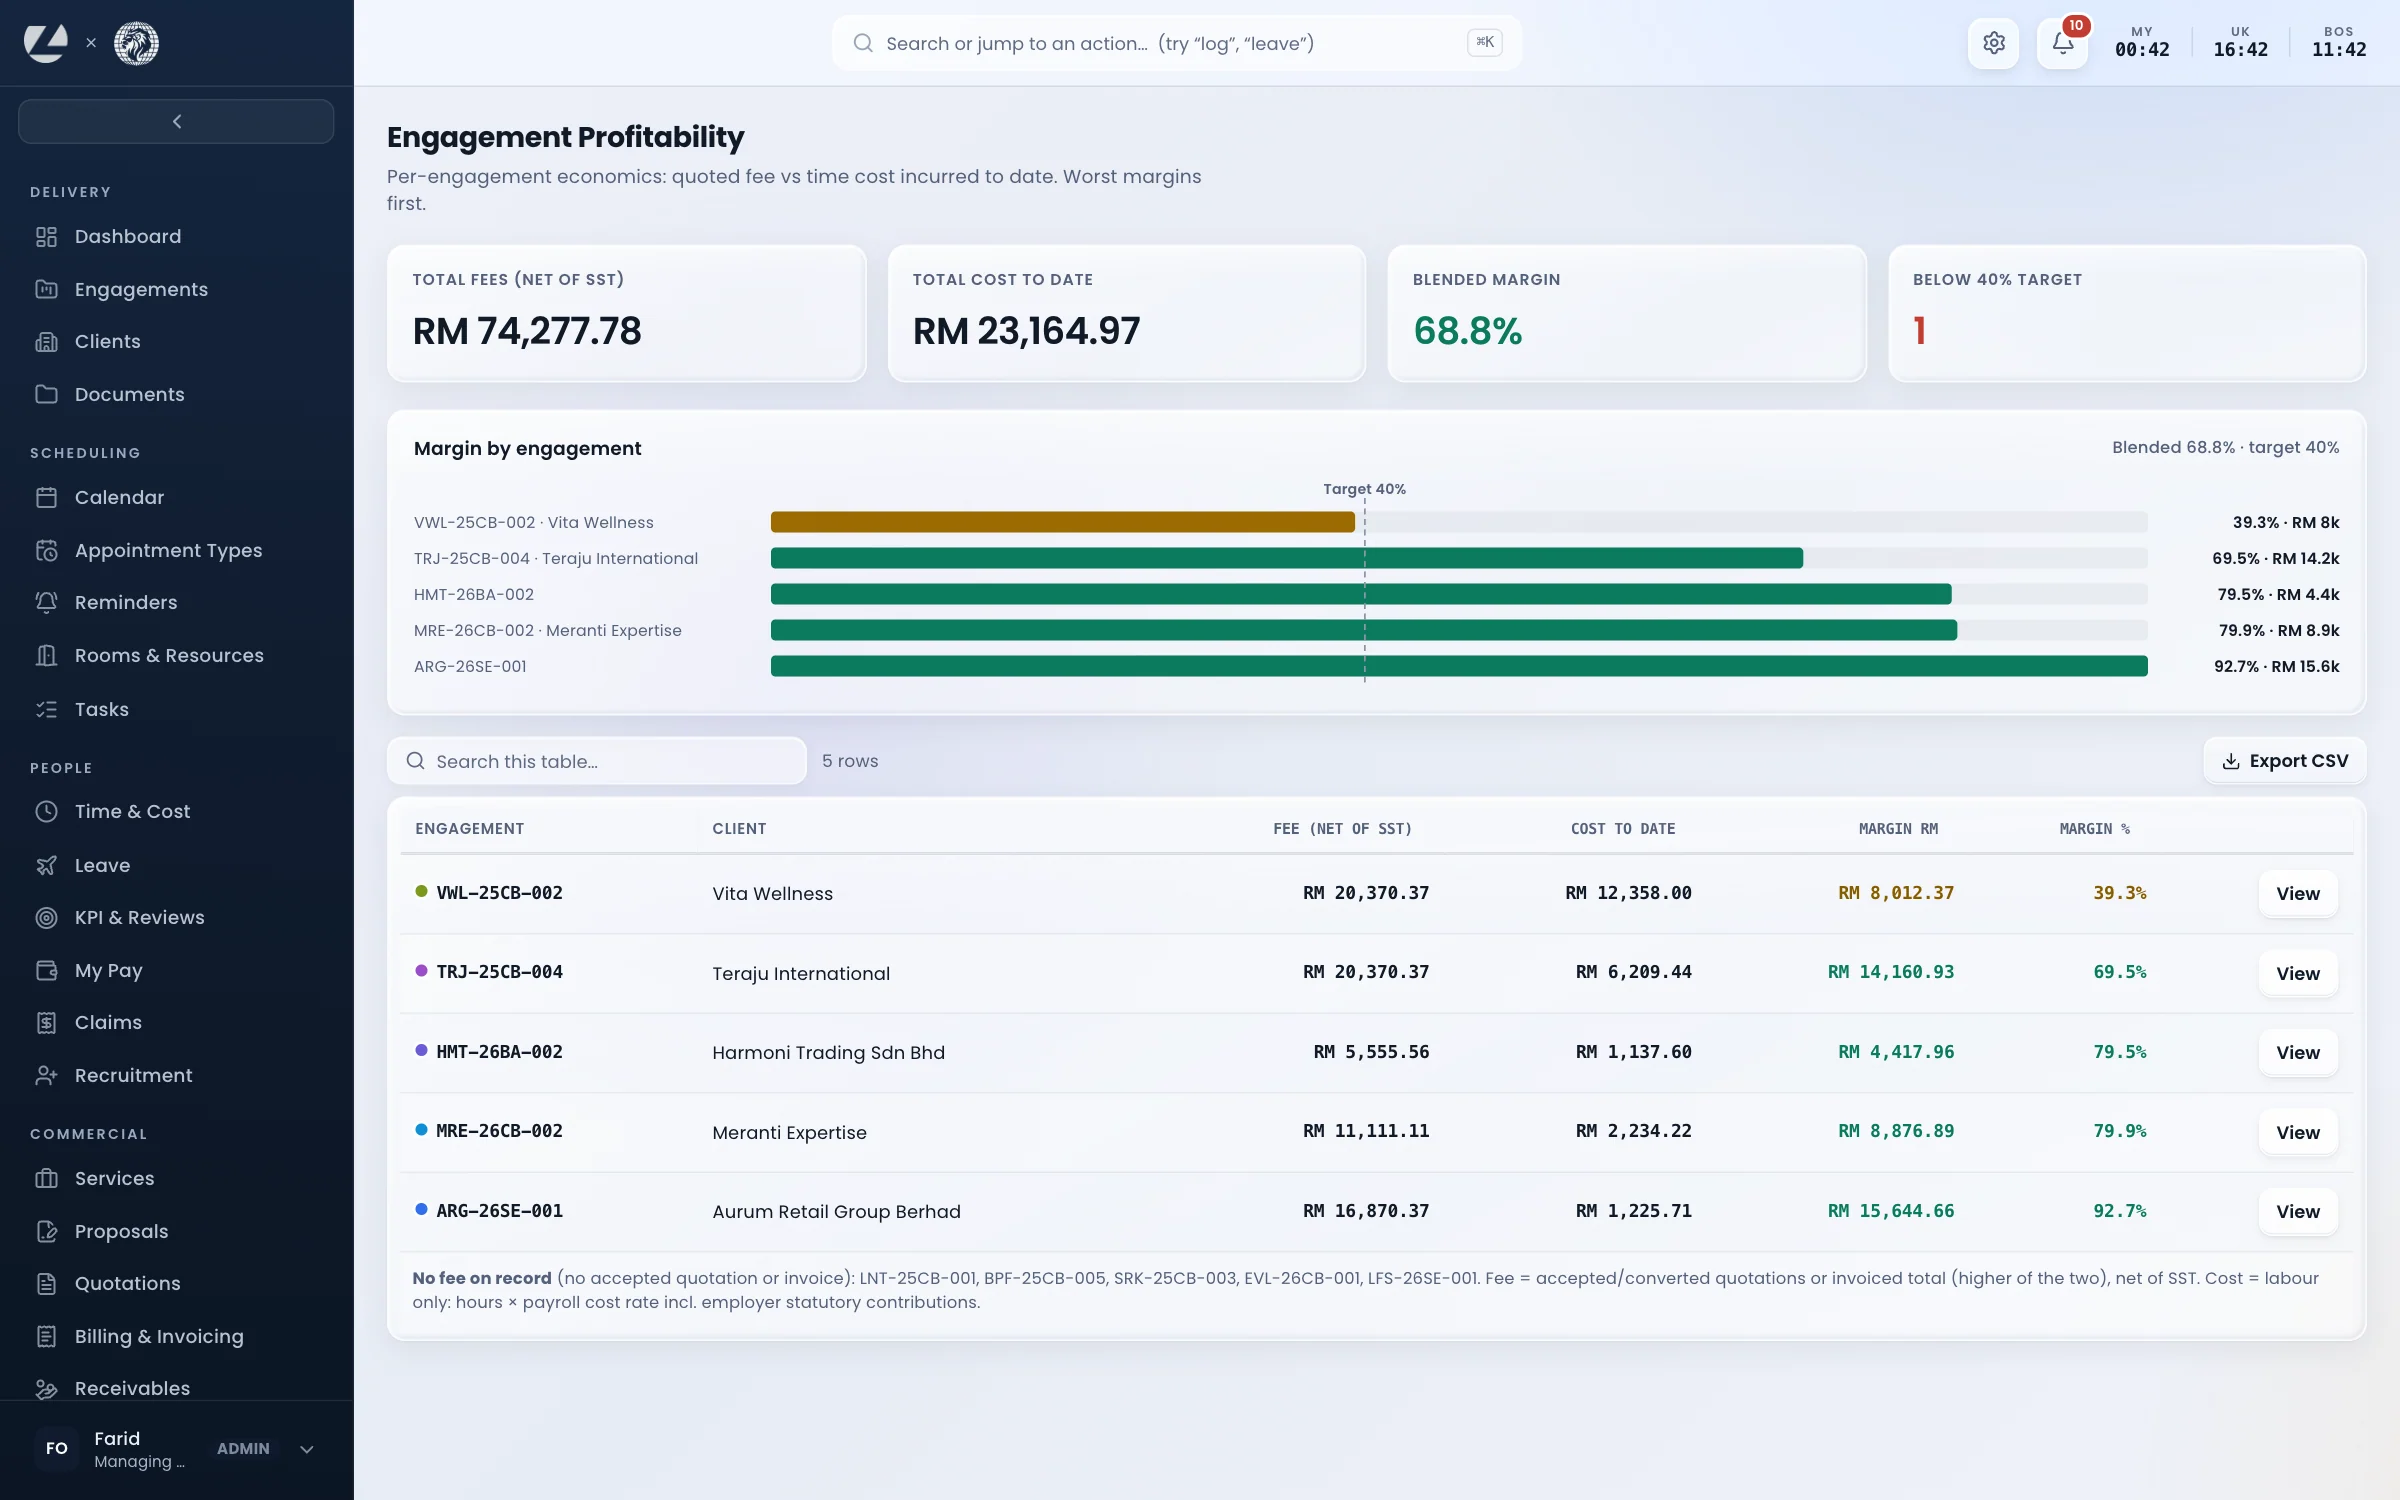 ×
Search or jump to an action... (try “log”, “leave”)
⌘K
10
MY
00:42
UK
16:42
BOS
11:42
DELIVERY
Dashboard
Engagements
Clients
Documents
SCHEDULING
Calendar
Appointment Types
Reminders
Rooms & Resources
Tasks
PEOPLE
Time & Cost
Leave
KPI & Reviews
My Pay
Claims
Recruitment
COMMERCIAL
Services
Proposals
Quotations
Billing & Invoicing
Receivables
FO
Farid
Managing ...
ADMIN
Engagement Profitability
Per-engagement economics: quoted fee vs time cost incurred to date. Worst margins
first.
TOTAL FEES (NET OF SST)
RM 74,277.78
TOTAL COST TO DATE
RM 23,164.97
BLENDED MARGIN
68.8%
BELOW 40% TARGET
1
Margin by engagement
Blended 68.8% · target 40%
Target 40%
VWL-25CB-002 · Vita Wellness 39.3% · RM 8k
TRJ-25CB-004 · Teraju International 69.5% · RM 14.2k
HMT-26BA-002 79.5% · RM 4.4k
MRE-26CB-002 · Meranti Expertise 79.9% · RM 8.9k
ARG-26SE-001 92.7% · RM 15.6k
Search this table...
5 rows
Export CSV
ENGAGEMENT CLIENT FEE (NET OF SST) COST TO DATE MARGIN RM MARGIN %
VWL-25CB-002 Vita Wellness RM 20,370.37 RM 12,358.00 RM 8,012.37 39.3% View
TRJ-25CB-004 Teraju International RM 20,370.37 RM 6,209.44 RM 14,160.93 69.5% View
HMT-26BA-002 Harmoni Trading Sdn Bhd RM 5,555.56 RM 1,137.60 RM 4,417.96 79.5% View
MRE-26CB-002 Meranti Expertise RM 11,111.11 RM 2,234.22 RM 8,876.89 79.9% View
ARG-26SE-001 Aurum Retail Group Berhad RM 16,870.37 RM 1,225.71 RM 15,644.66 92.7% View
No fee on record (no accepted quotation or invoice): LNT-25CB-001, BPF-25CB-005, SRK-25CB-003, EVL-26CB-001, LFS-26SE-001. Fee = accepted/converted quotations or invoiced total (higher of the two), net of SST. Cost = labour
only: hours × payroll cost rate incl. employer statutory contributions.